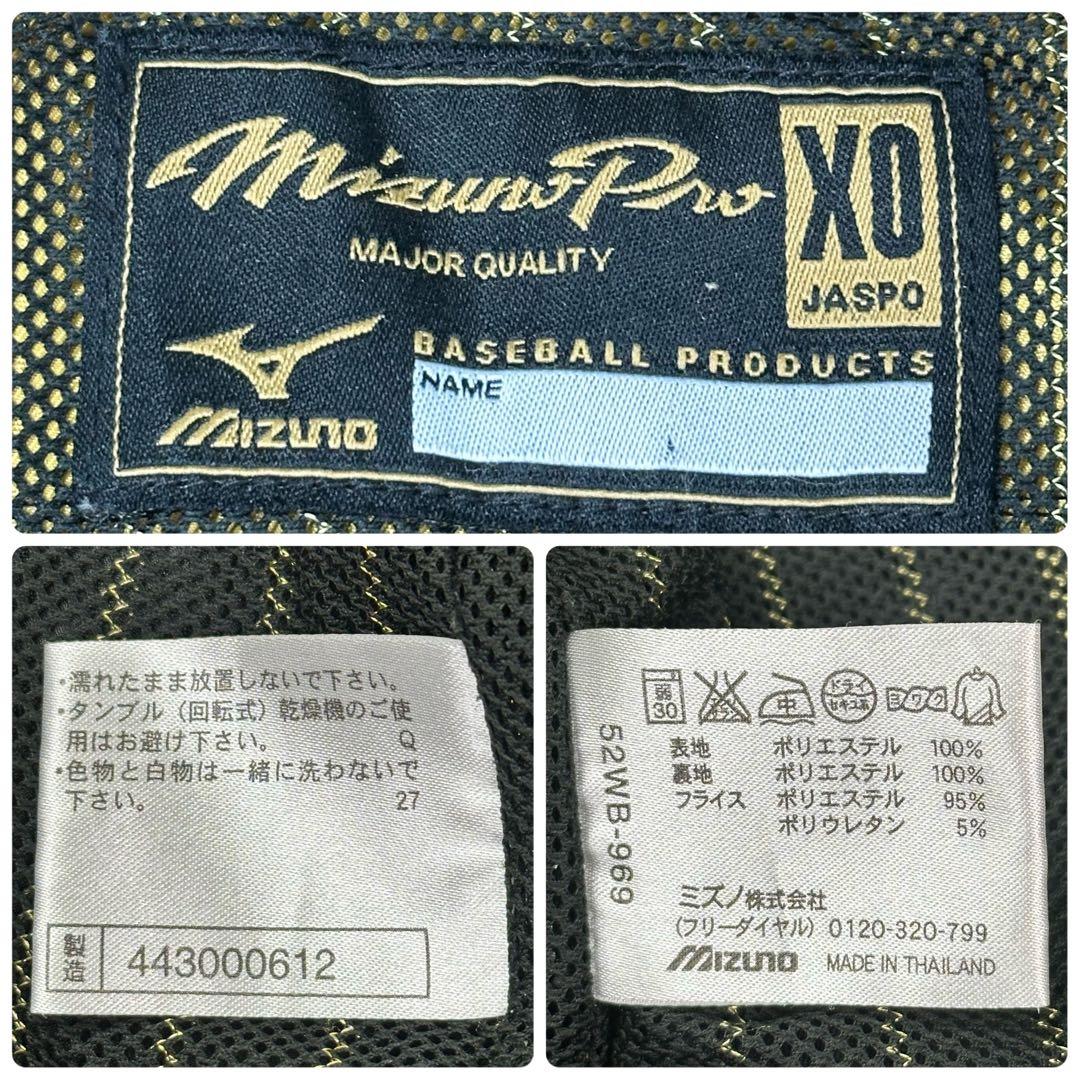 Mizuno Pro
XO
MAJOR QUALITY
JASPO
BASEBALL PRODUCTS
NAME
MIZUNO
・濡れたまま放置しないで下さい。
・タンブル(回転式)乾燥機のご使
用はお避け下さい。 Q
・色物と白物は一緒に洗わないで
下さい。 27
製造 443000612
弱
30
中
ドライ
セキユ系
52WB-969
表地 ポリエステル 100%
裏地 ポリエステル 100%
フライス ポリエステル 95%
ポリウレタン 5%
ミズノ株式会社
(フリーダイヤル) 0120-320-799
MIZUNO MADE IN THAILAND